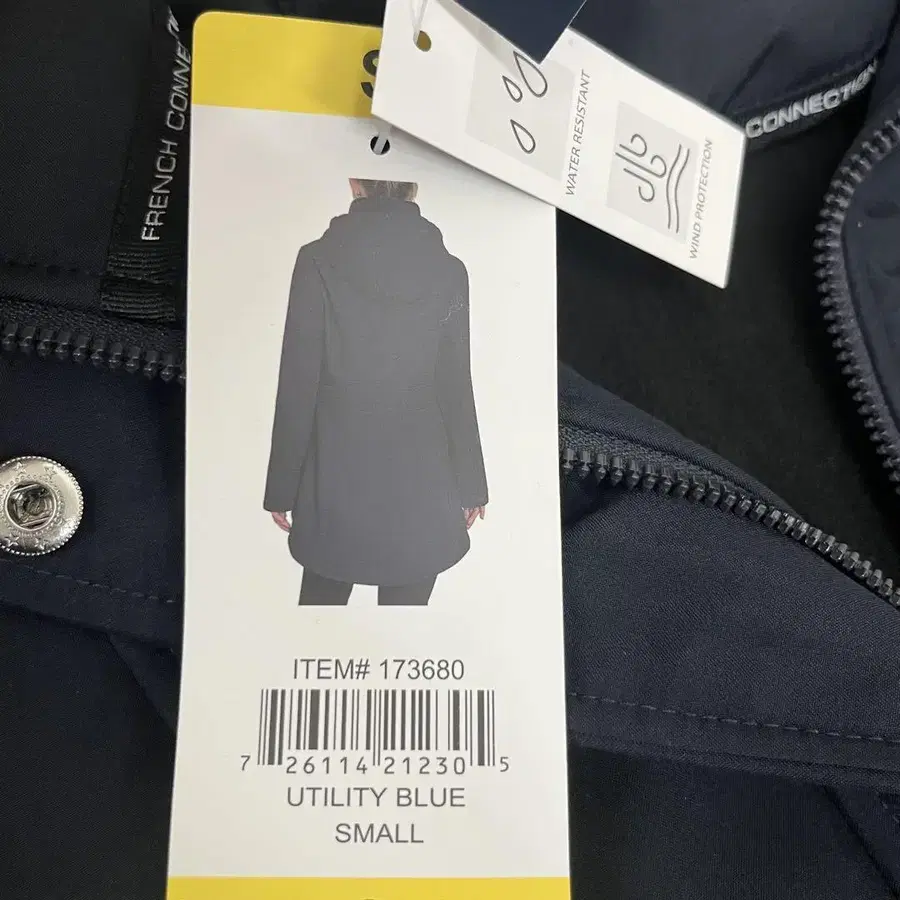 FRENCH CONNE
S
WATER RESISTANT
WIND PROTECTION
CONNECTION
ITEM# 173680
7 26114 21230 5
UTILITY BLUE
SMALL